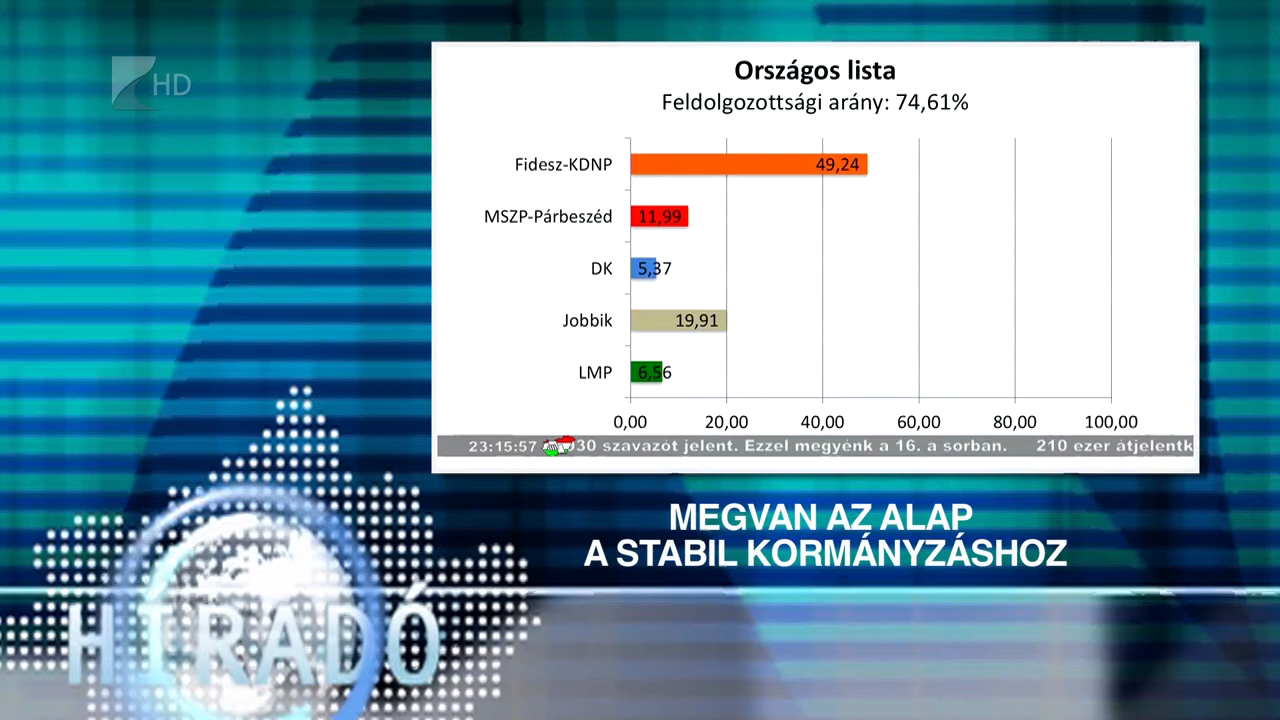 HD
Országos lista
Feldolgozottsági arány: 74,61%
Fidesz-KDNP 49,24
MSZP-Párbeszéd 11,99
DK 5,37
Jobbik 19,91
LMP 6,56
0,00 20,00 40,00 60,00 80,00 100,00
23:15:57 030 szavazót jelent. Ezzel megyénk a 16. a sorban. 210 ezer átjelentk
MEGVAN AZ ALAP
A STABIL KORMÁNYZÁSHOZ
HÍRADÓ